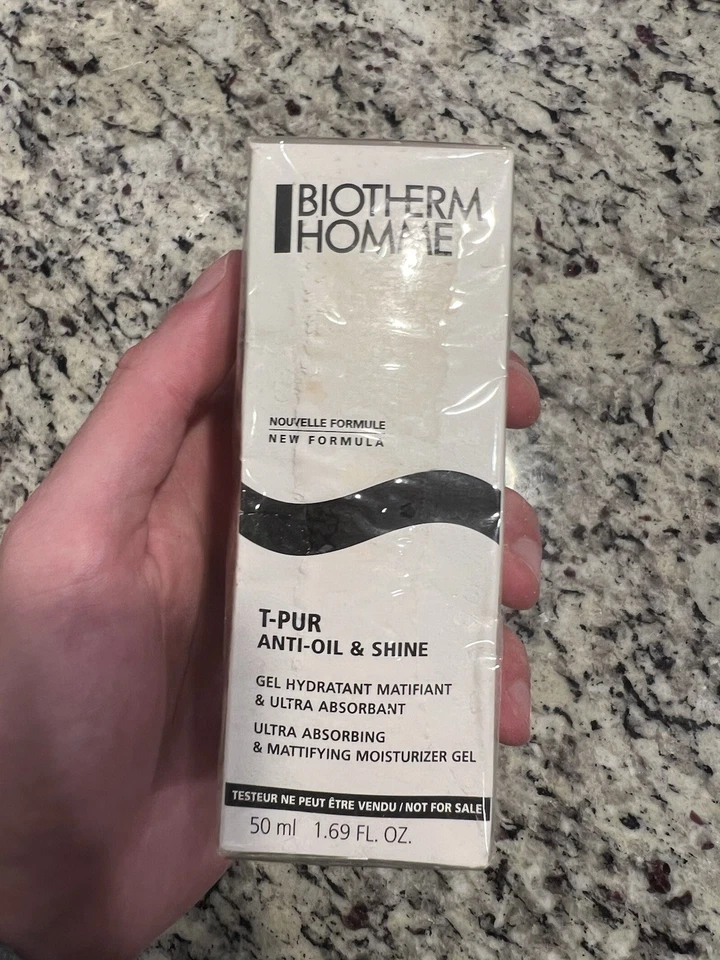 BIOTHERM
HOMME
NOUVELLE FORMULE
NEW FORMULA
T-PUR
ANTI-OIL & SHINE
GEL HYDRATANT MATIFIANT
& ULTRA ABSORBANT
ULTRA ABSORBING
& MATTIFYING MOISTURIZER GEL
TESTEUR NE PEUT ÊTRE VENDU / NOT FOR SALE
50 ml 1.69 FL. OZ.